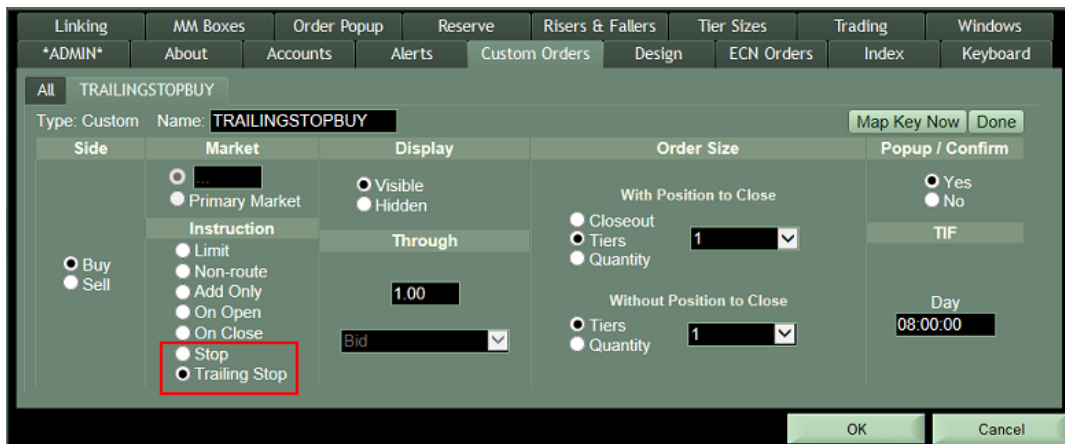 Linking MM Boxes Order Popup Reserve Risers & Fallers Tier Sizes Trading Windows
*ADMIN* About Accounts Alerts Custom Orders Design ECN Orders Index Keyboard
All TRAILINGSTOPBUY
Type: Custom Name: TRAILINGSTOPBUY Map Key Now Done
Side Market Display Order Size Popup / Confirm
...
Primary Market
Visible
Hidden
With Position to Close
Closeout
Tiers
Quantity
1
Yes
No
Instruction
Through
TIF
Buy
Sell
Limit
Non-route
Add Only
On Open
On Close
Stop
Trailing Stop
1.00
Bid
Without Position to Close
Tiers
Quantity
1
Day
08:00:00
OK Cancel